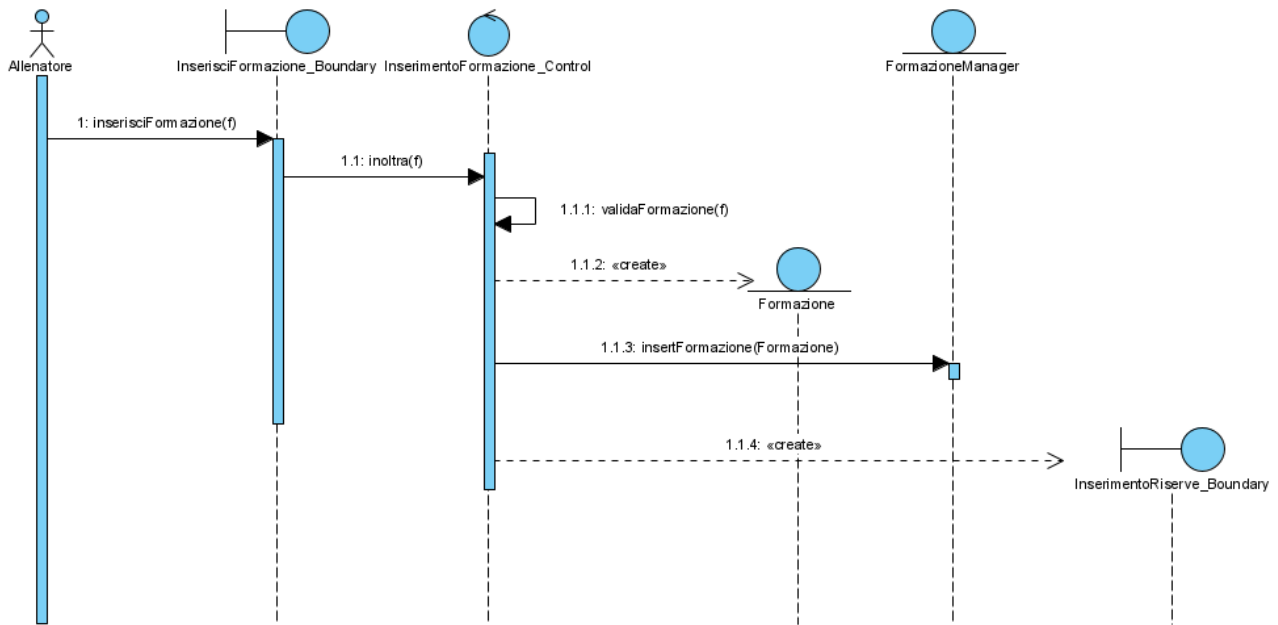 Allenatore
InserisciFormazione_Boundary
InserimentoFormazione_Control
FormazioneManager
1: inserisciFormazione(f)
1.1: inoltra(f)
1.1.1: validaFormazione(f)
1.1.2: «create»
Formazione
1.1.3: insertFormazione(Formazione)
1.1.4: «create»
InserimentoRiserve_Boundary